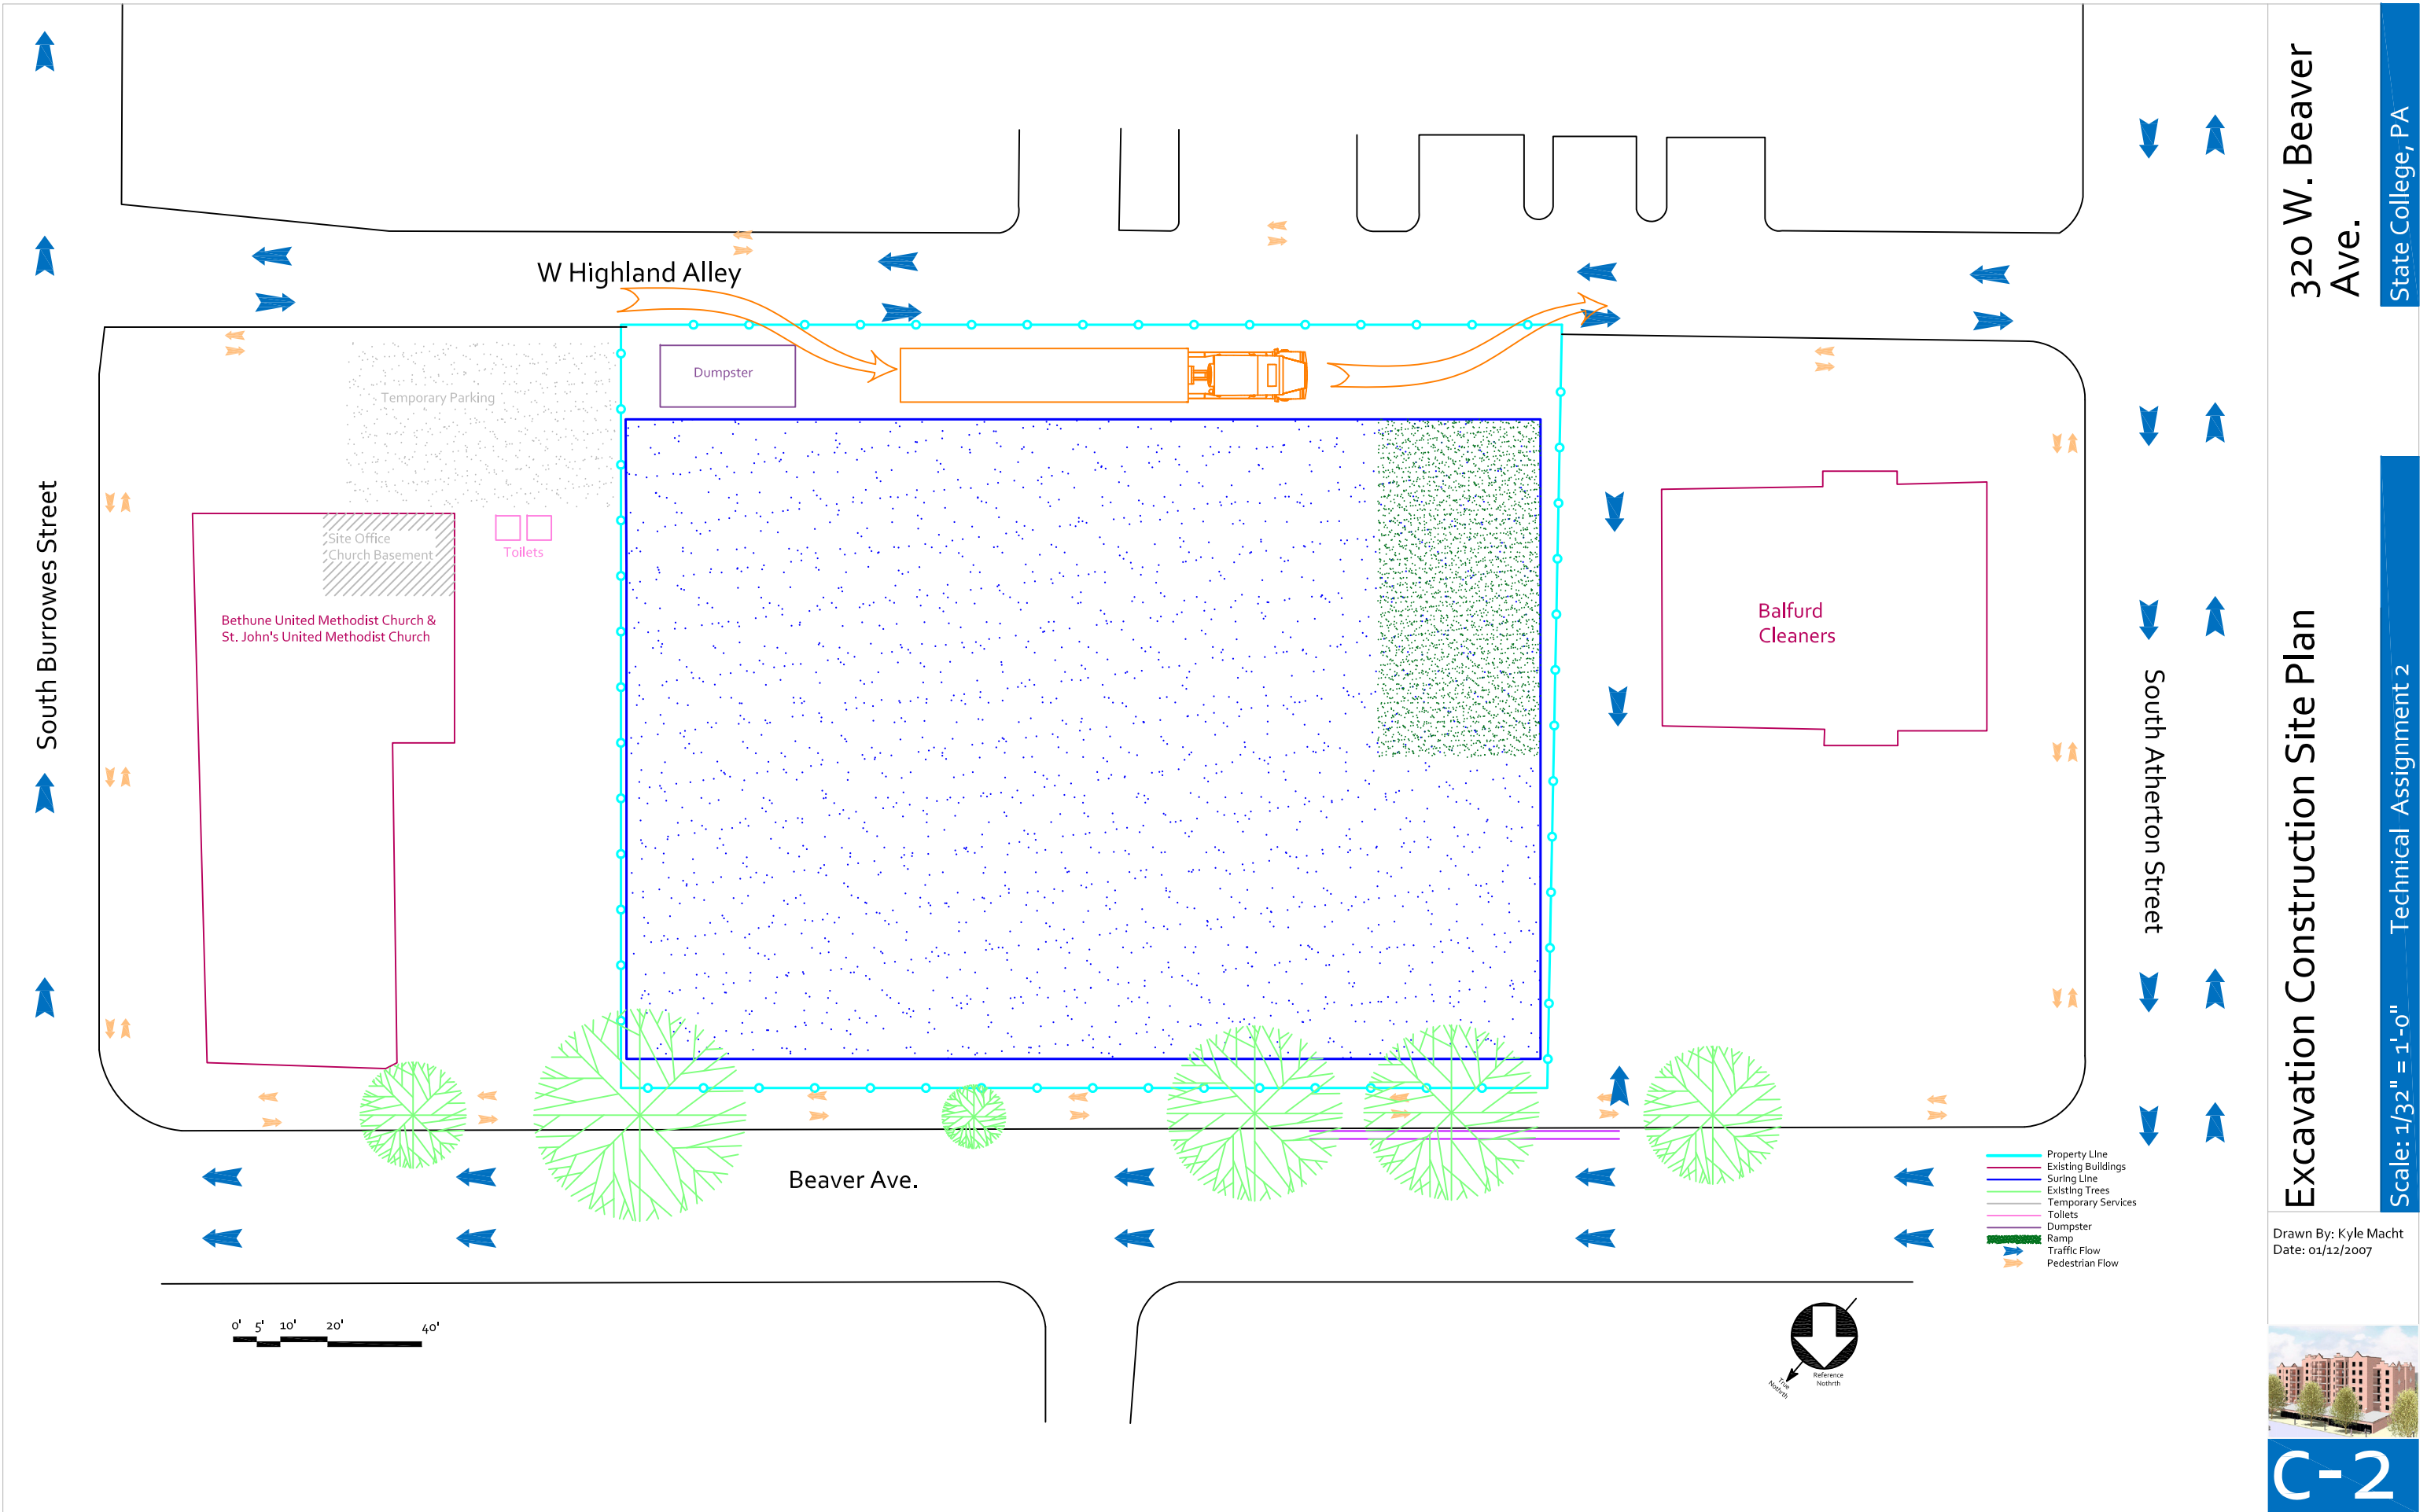 W Highland Alley
Dumpster
Temporary Parking
Site Office
Church Basement
Toilets
Bethune United Methodist Church &
St. John's United Methodist Church
Balfurd
Cleaners
South Burrowes Street
South Atherton Street
Beaver Ave.
Property Line
Existing Buildings
Suring Line
Existing Trees
Temporary Services
Toilets
Dumpster
Ramp
Traffic Flow
Pedestrian Flow
0' 5' 10' 20' 40'
True
Nothrth
Reference
Nothrth
320 W. Beaver
Ave.
State College, PA
Excavation Construction Site Plan
Scale: 1/32" = 1'-0" Technical Assignment 2
Drawn By: Kyle Macht
Date: 01/12/2007
C-2